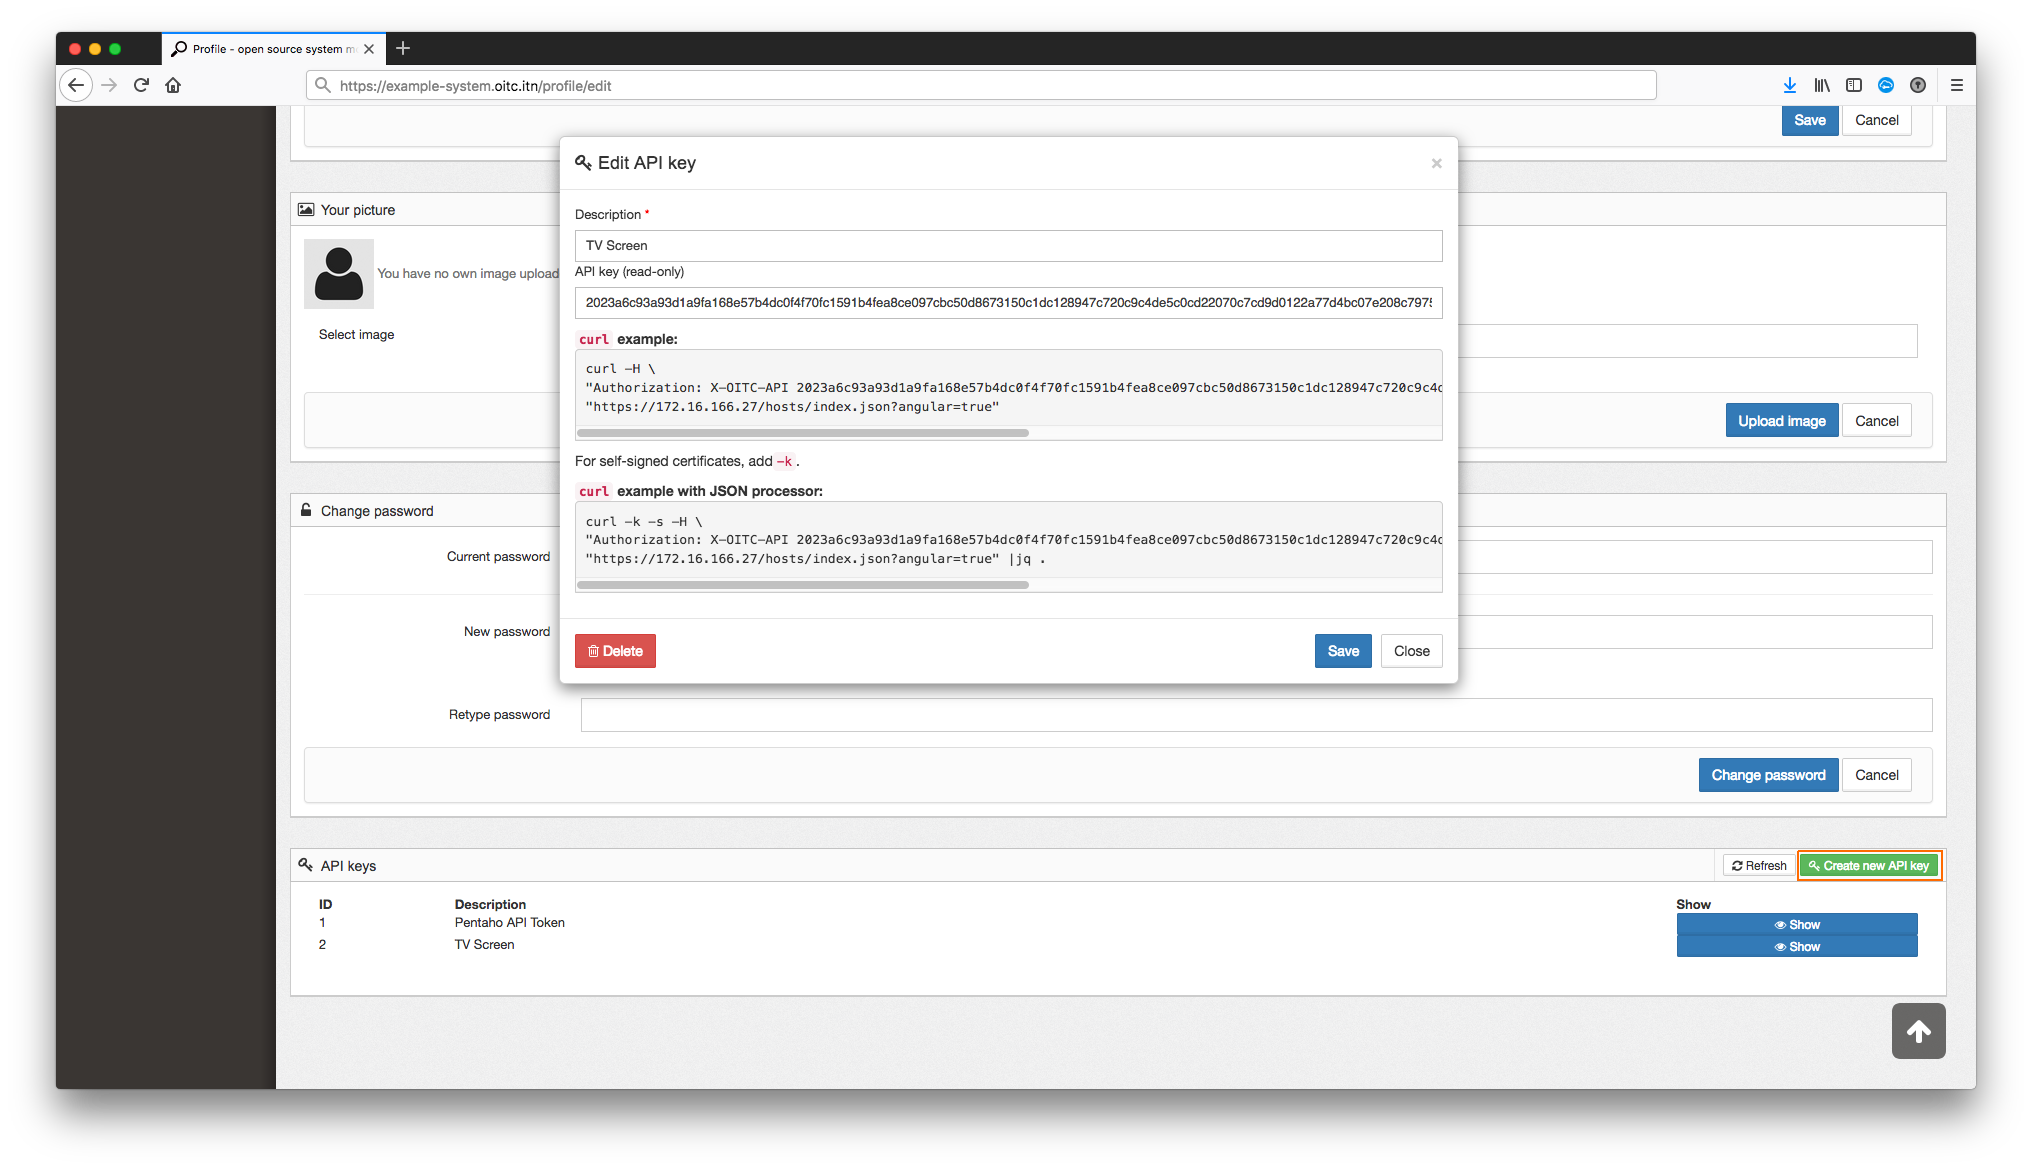 Profile - open source system m
https://example-system.oitc.itn/profile/edit
Save Cancel
Edit API key
×
Description *
TV Screen
API key (read-only)
2023a6c93a93d1a9fa168e57b4dc0f4f70fc1591b4fea8ce097cbc50d8673150c1dc128947c720c9c4de5c0cd22070c7cd9d0122a77d4bc07e208c7975
curl example:
curl -H \
"Authorization: X-OITC-API 2023a6c93a93d1a9fa168e57b4dc0f4f70fc1591b4fea8ce097cbc50d8673150c1dc128947c720c9c4d
"https://172.16.166.27/hosts/index.json?angular=true"
For self-signed certificates, add -k .
curl example with JSON processor:
curl -k -s -H \
"Authorization: X-OITC-API 2023a6c93a93d1a9fa168e57b4dc0f4f70fc1591b4fea8ce097cbc50d8673150c1dc128947c720c9c4d
"https://172.16.166.27/hosts/index.json?angular=true" |jq .
Delete Save Close
Your picture
You have no own image upload
Select image
Upload image Cancel
Change password
Current password
New password
Retype password
Change password Cancel
API keys
Refresh Create new API key
ID Description Show
1 Pentaho API Token Show
2 TV Screen Show